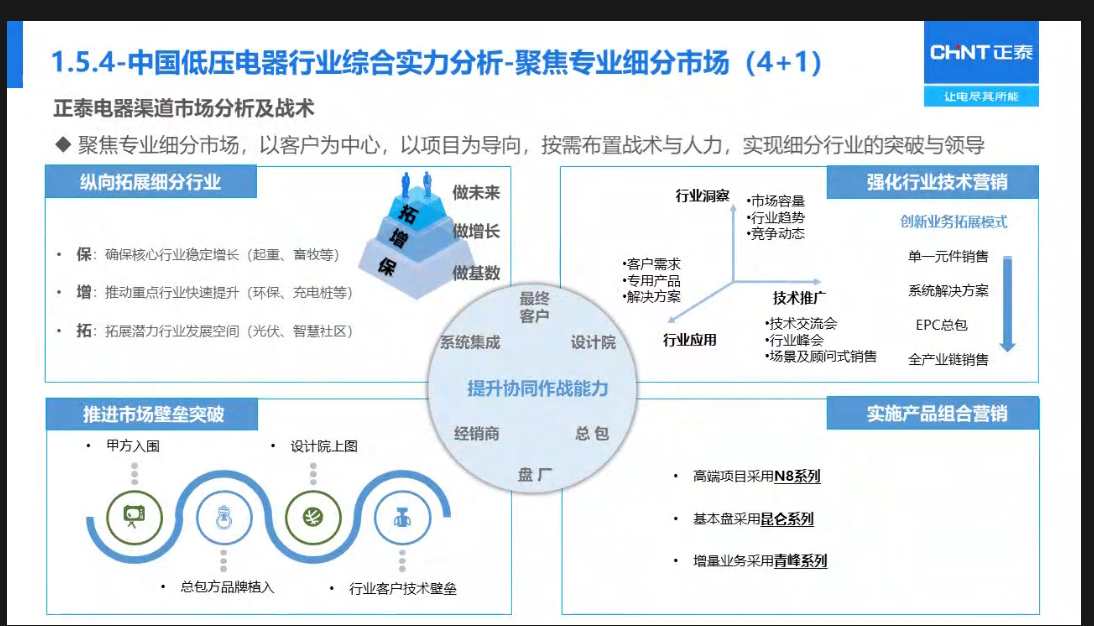 1.5.4-中国低压电器行业综合实力分析-聚焦专业细分市场（4+1）
CHNT 正泰
让电尽其所能
正泰电器渠道市场分析及战术
◆ 聚焦专业细分市场，以客户为中心，以项目为导向，按需布置战术与人力，实现细分行业的突破与领导
纵向拓展细分行业
• 保：确保核心行业稳定增长（起重、畜牧等）
• 增：推动重点行业快速提升（环保、充电桩等）
• 拓：拓展潜力行业发展空间（光伏、智慧社区）
拓
增
保
做未来
做增长
做基数
强化行业技术营销
行业洞察
•市场容量
•行业趋势
•竞争动态
•客户需求
•专用产品
•解决方案
行业应用
技术推广
•技术交流会
•行业峰会
•场景及顾问式销售
创新业务拓展模式
单一元件销售
系统解决方案
EPC总包
全产业链销售
最终
客户
系统集成
设计院
提升协同作战能力
经销商
总 包
盘 厂
推进市场壁垒突破
• 甲方入围
• 设计院上图
• 总包方品牌植入
• 行业客户技术壁垒
实施产品组合营销
• 高端项目采用N8系列
• 基本盘采用昆仑系列
• 增量业务采用青峰系列